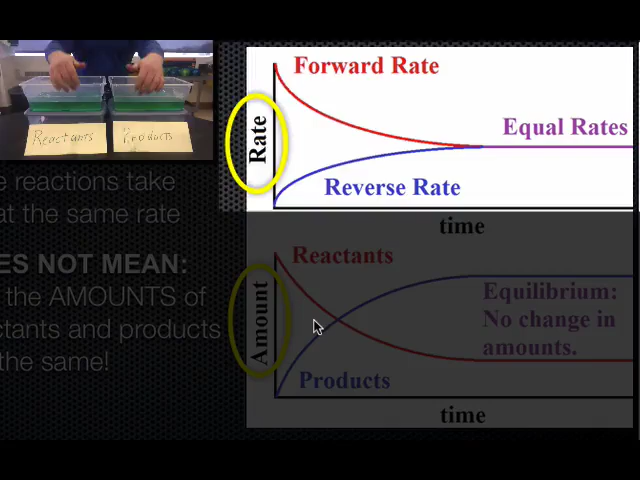 Reactants
Products
e reactions take
at the same rate
ES NOT MEAN:
the AMOUNTS of
ctants and products
the same!
Forward Rate
Rate
Equal Rates
Reverse Rate
time
Reactants
Amount
Equilibrium:
No change in
amounts.
Products
time